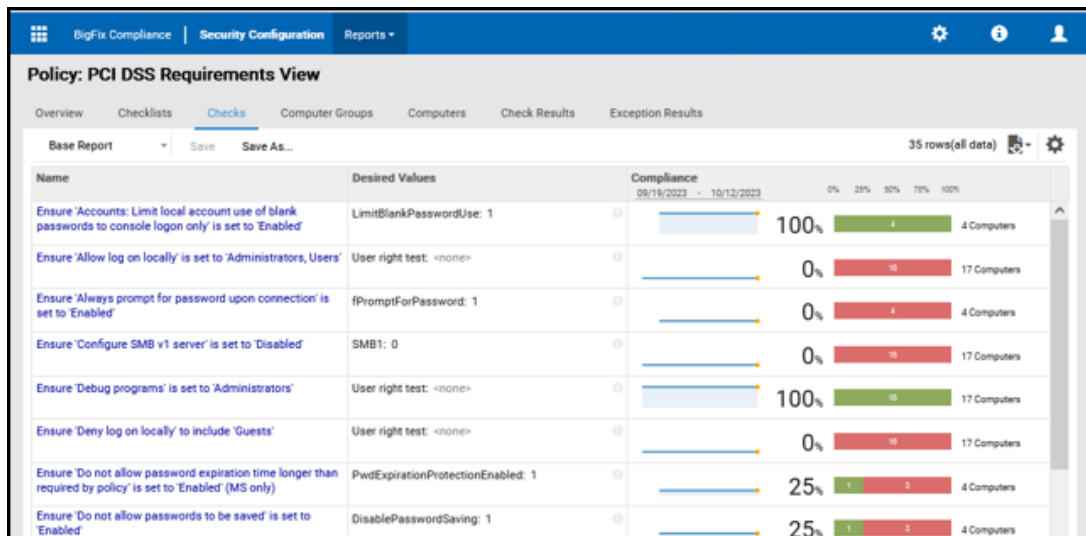 BigFix Compliance | Security Configuration Reports
Policy: PCI DSS Requirements View
Overview Checklists Checks Computer Groups Computers Check Results Exception Results
Base Report Save Save As... 35 rows(all data)
Name Desired Values Compliance
09/19/2023 - 10/12/2023 0% 25% 50% 75% 100%
Ensure 'Accounts: Limit local account use of blank
passwords to console logon only' is set to 'Enabled'
LimitBlankPasswordUse: 1 100% 4 4 Computers
Ensure 'Allow log on locally' is set to 'Administrators, Users' User right test: <none> 0% 16 17 Computers
Ensure 'Always prompt for password upon connection' is
set to 'Enabled'
fPromptForPassword: 1 0% 4 4 Computers
Ensure 'Configure SMB v1 server' is set to 'Disabled' SMB1: 0 0% 16 17 Computers
Ensure 'Debug programs' is set to 'Administrators' User right test: <none> 100% 16 17 Computers
Ensure 'Deny log on locally' to include 'Guests' User right test: <none> 0% 16 17 Computers
Ensure 'Do not allow password expiration time longer than
required by policy' is set to 'Enabled' (MS only)
PwdExpirationProtectionEnabled: 1 25% 1 3 4 Computers
Ensure 'Do not allow passwords to be saved' is set to
'Enabled'
DisablePasswordSaving: 1 25% 1 3 4 Computers